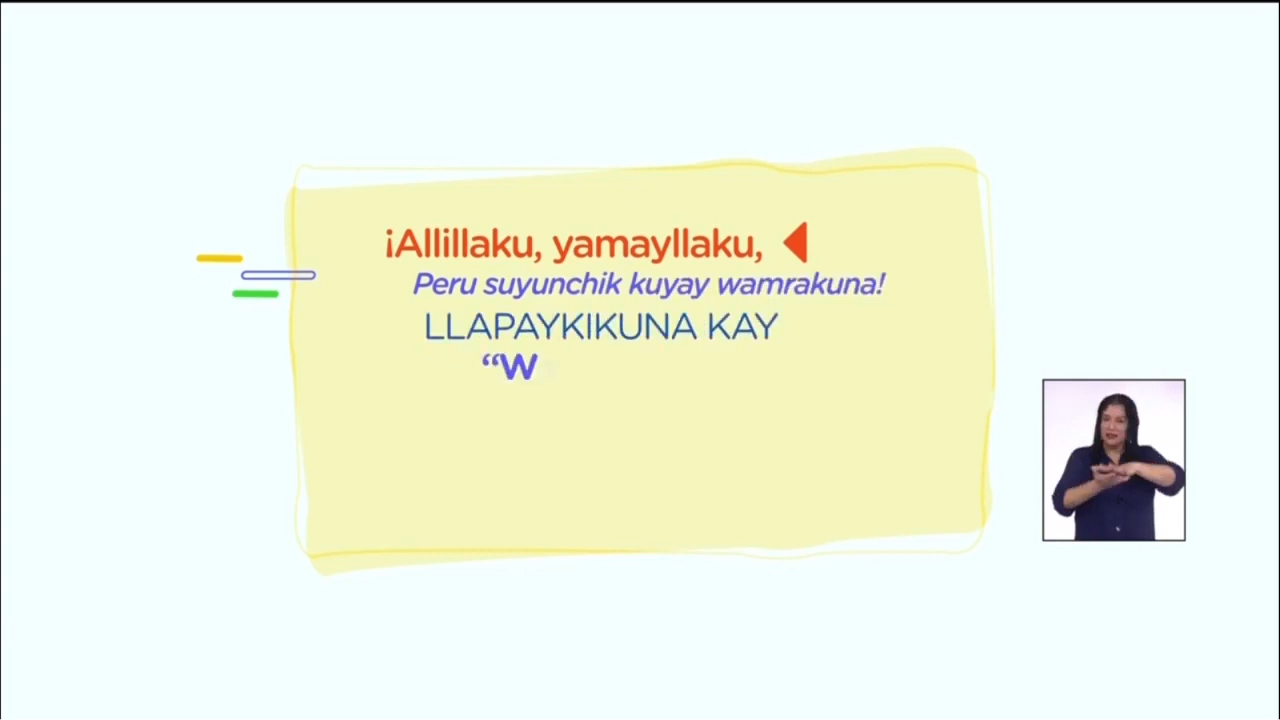 ¡Allillaku, yamayllaku,
Peru suyunchik kuyay wamrakuna!
LLAPAYKIKUNA KAY
“W